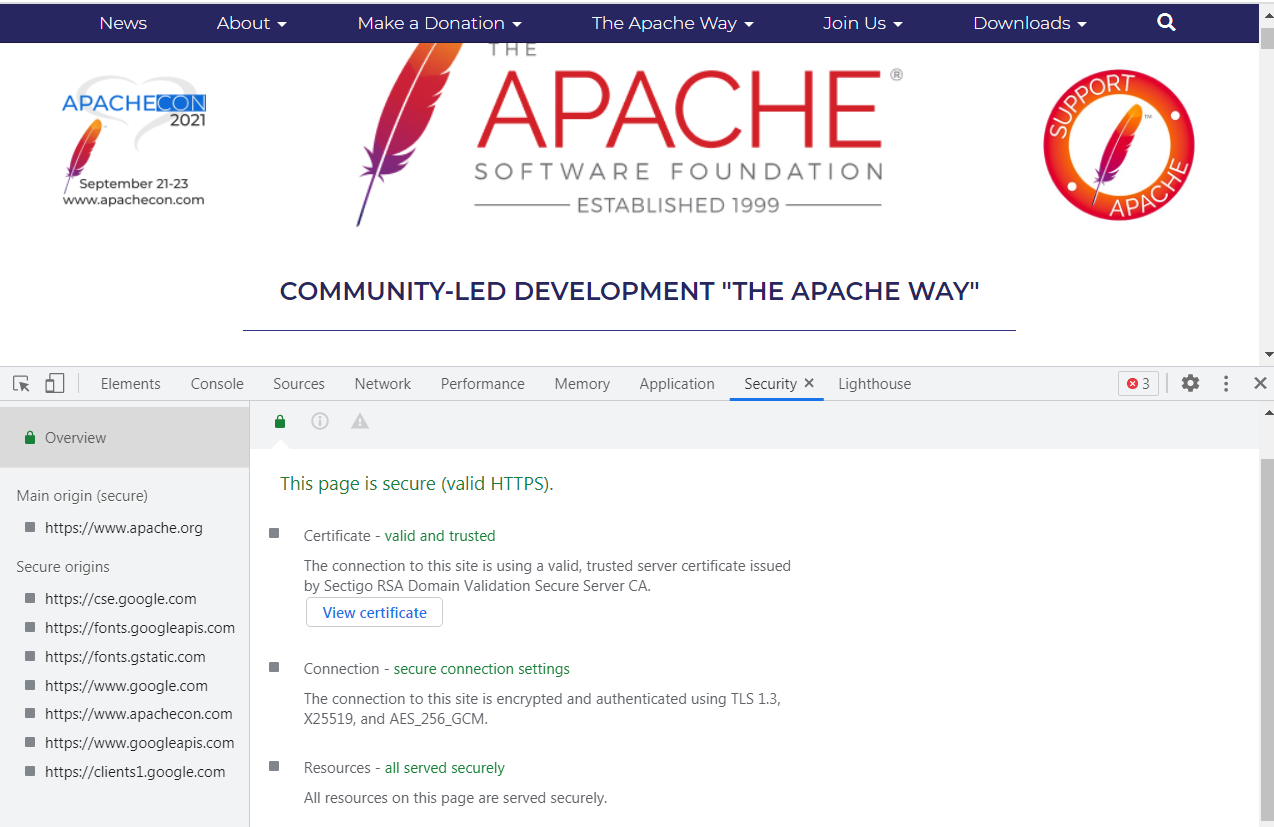 News About Make a Donation The Apache Way Join Us Downloads
THE
APACHE®
SOFTWARE FOUNDATION
ESTABLISHED 1999
APACHECON
2021
September 21-23
www.apachecon.com
SUPPORT
APACHE
™
COMMUNITY-LED DEVELOPMENT "THE APACHE WAY"
Elements Console Sources Network Performance Memory Application Security × Lighthouse 3
Overview
Main origin (secure)
https://www.apache.org
Secure origins
https://cse.google.com
https://fonts.googleapis.com
https://fonts.gstatic.com
https://www.google.com
https://www.apachecon.com
https://www.googleapis.com
https://clients1.google.com
This page is secure (valid HTTPS).
Certificate - valid and trusted
The connection to this site is using a valid, trusted server certificate issued
by Sectigo RSA Domain Validation Secure Server CA.
View certificate
Connection - secure connection settings
The connection to this site is encrypted and authenticated using TLS 1.3,
X25519, and AES_256_GCM.
Resources - all served securely
All resources on this page are served securely.